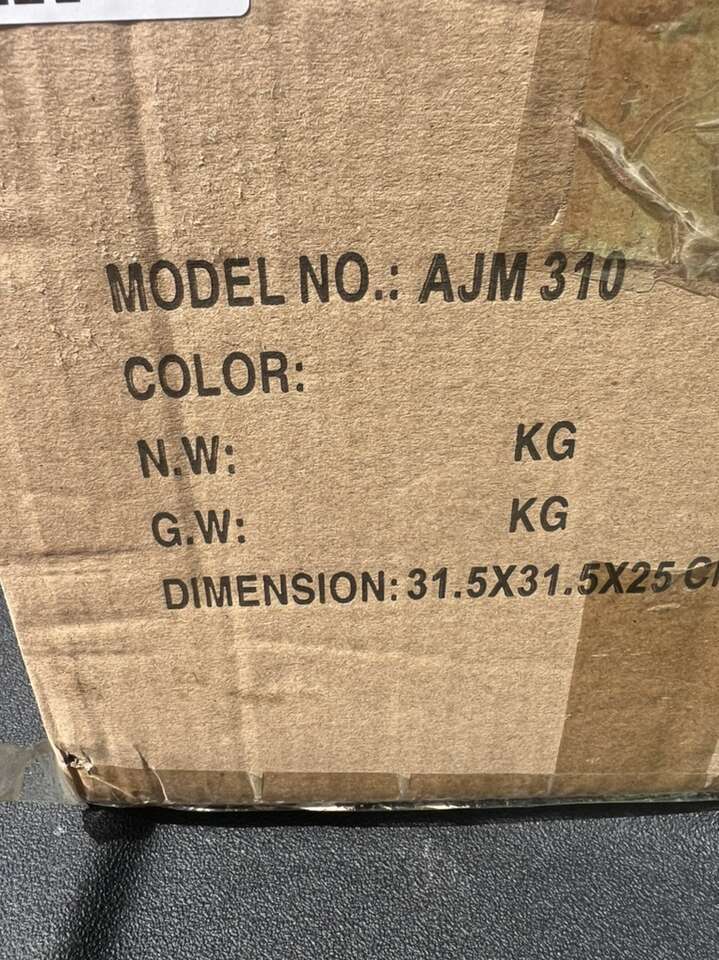 MODEL NO.: AJM 310
COLOR:
N.W: KG
G.W: KG
DIMENSION: 31.5X31.5X25